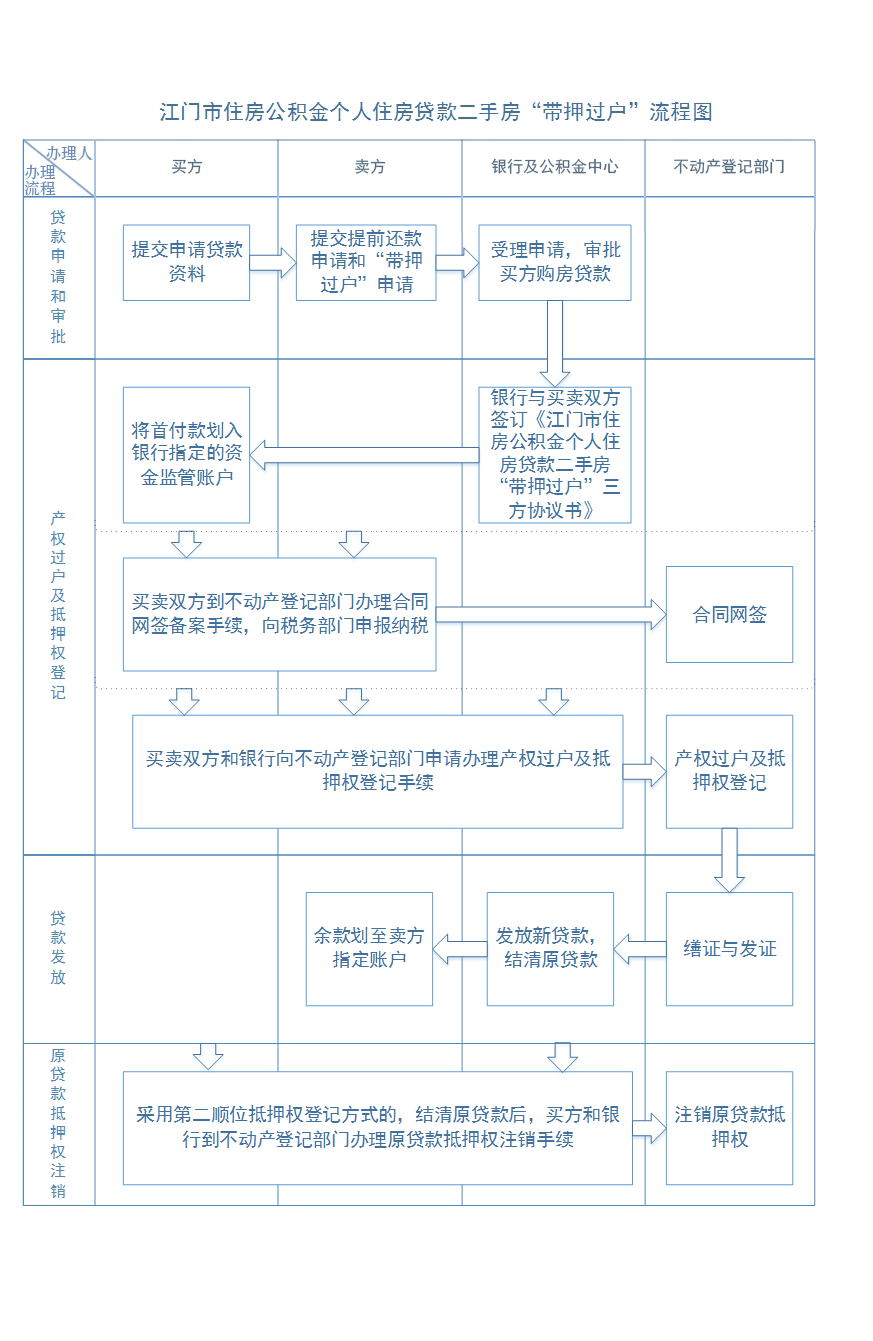 江门市住房公积金个人住房贷款二手房“带押过户”流程图
办理人
办理
流程
买方
卖方
银行及公积金中心
不动产登记部门
贷
款
申
请
和
审
批
提交申请贷款
资料
提交提前还款
申请和“带押
过户”申请
受理申请，审批
买方购房贷款
产
权
过
户
及
抵
押
权
登
记
将首付款划入
银行指定的资
金监管账户
银行与买卖双方
签订《江门市住
房公积金个人住
房贷款二手房
“带押过户”三
方协议书》
买卖双方到不动产登记部门办理合同
网签备案手续，向税务部门申报纳税
合同网签
买卖双方和银行向不动产登记部门申请办理产权过户及抵
押权登记手续
产权过户及抵
押权登记
贷
款
发
放
余款划至卖方
指定账户
发放新贷款，
结清原贷款
缮证与发证
原
贷
款
抵
押
权
注
销
采用第二顺位抵押权登记方式的，结清原贷款后，买方和银
行到不动产登记部门办理原贷款抵押权注销手续
注销原贷款抵
押权